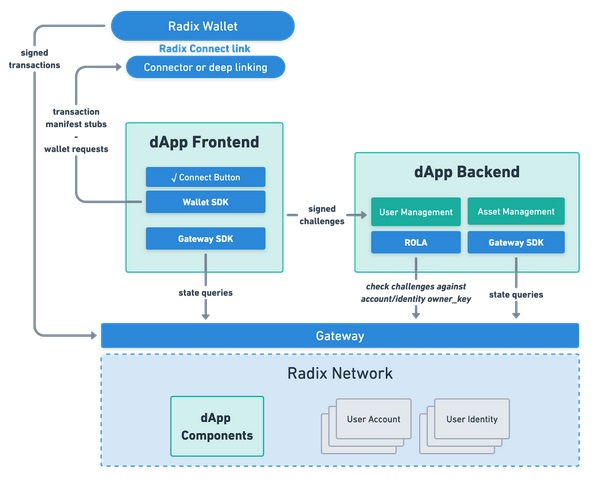 Radix Wallet
Radix Connect link
Connector or deep linking
signed
transactions
transaction
manifest stubs
-
wallet requests
dApp Frontend
√ Connect Button
Wallet SDK
Gateway SDK
signed
challenges
dApp Backend
User Management
Asset Management
ROLA
Gateway SDK
state queries
check challenges against
account/identity owner_key
state queries
Gateway
Radix Network
dApp
Components
User Account
User Identity